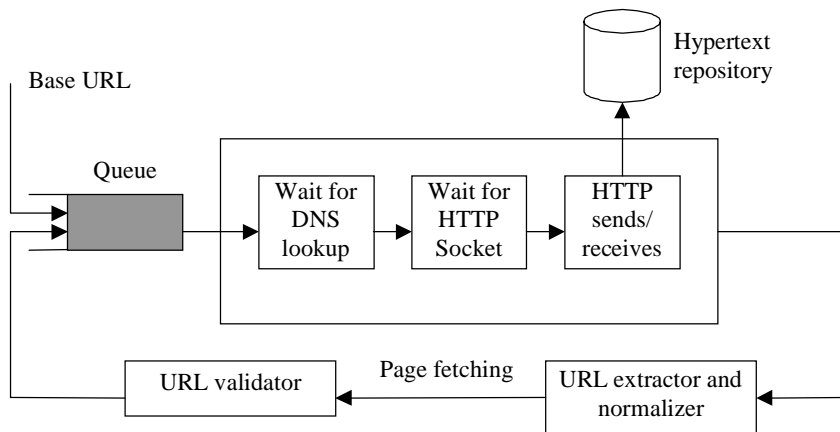 Hypertext
repository
Base URL
Queue
Wait for
DNS
lookup
Wait for
HTTP
Socket
HTTP
sends/
receives
URL validator
Page fetching
URL extractor and
normalizer